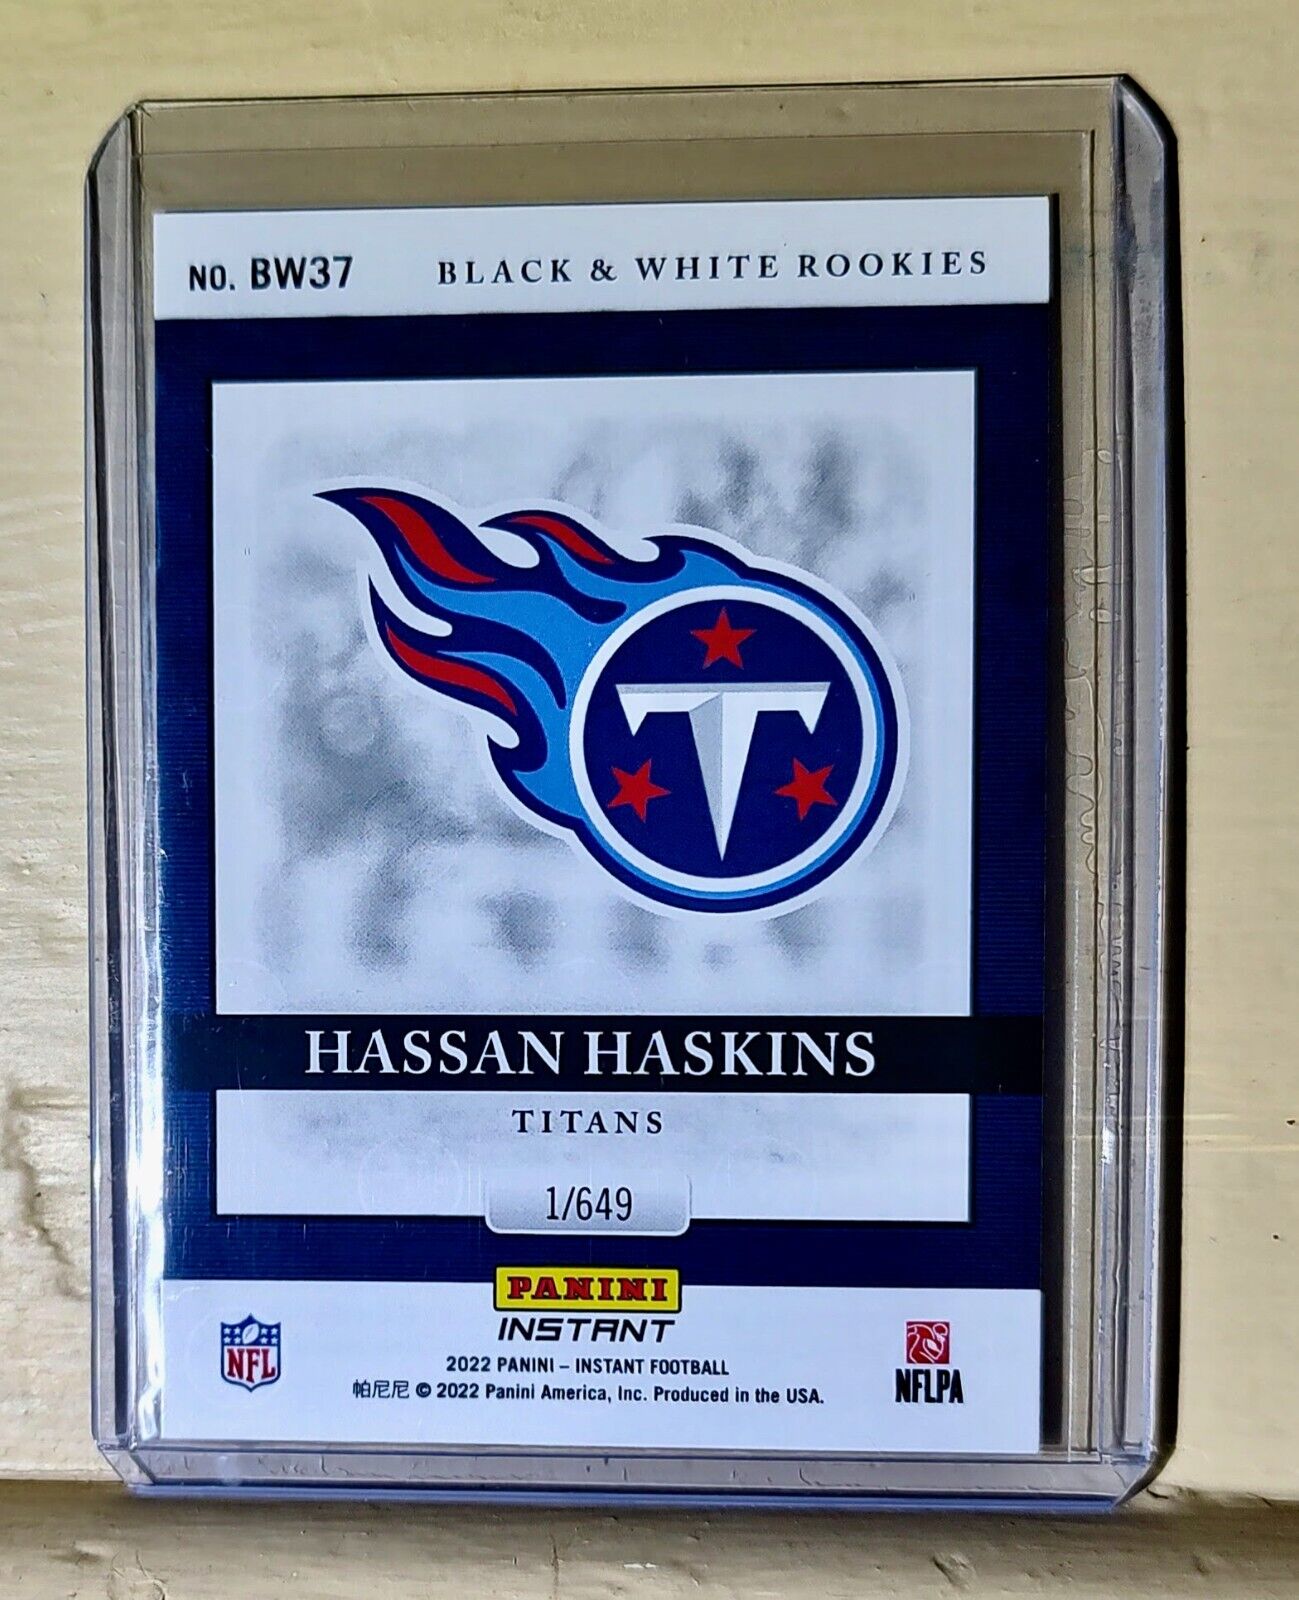 NO. BW37 BLACK & WHITE ROOKIES
T
HASSAN HASKINS
TITANS
1/649
PANINI
INSTANT
NFL
NFLPA
2022 PANINI – INSTANT FOOTBALL
帕尼尼 © 2022 Panini America, Inc. Produced in the USA.